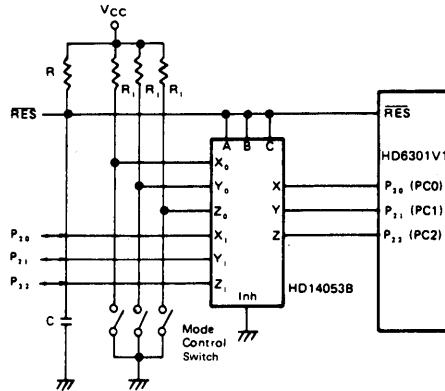 V_CC
R
R₁
R₁
R₁
RES
RES
A B C
HD6301V1
X₀
Y₀
Z₀
X₁
Y₁
Z₁
X
Y
Z
P₂₀ (PC0)
P₂₁ (PC1)
P₂₂ (PC2)
P₂₀
P₂₁
P₂₂
Inh
HD14053B
C
Mode
Control
Switch